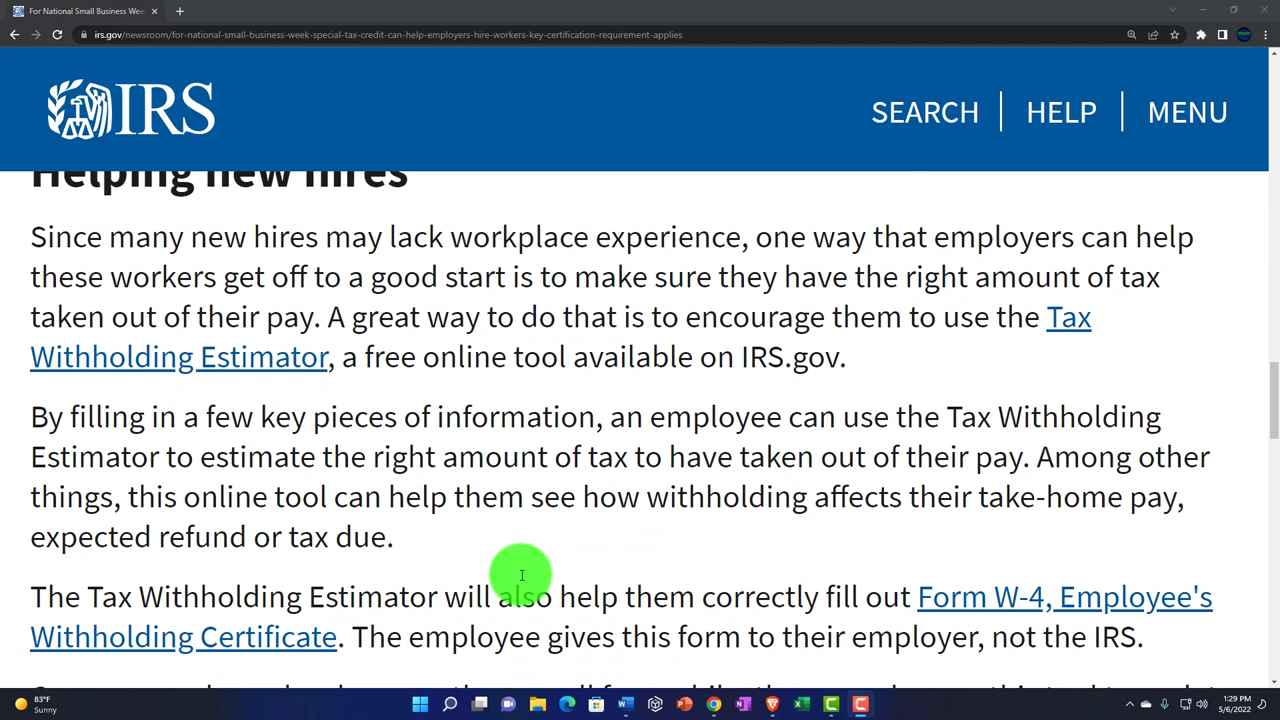 For National Small Business Wee
irs.gov/newsroom/for-national-small-business-week-special-tax-credit-can-help-employers-hire-workers-key-certification-requirement-applies
IRS
SEARCH
HELP
MENU
Helping new hires
Since many new hires may lack workplace experience, one way that employers can help
these workers get off to a good start is to make sure they have the right amount of tax
taken out of their pay. A great way to do that is to encourage them to use the Tax
Withholding Estimator, a free online tool available on IRS.gov.
By filling in a few key pieces of information, an employee can use the Tax Withholding
Estimator to estimate the right amount of tax to have taken out of their pay. Among other
things, this online tool can help them see how withholding affects their take-home pay,
expected refund or tax due.
The Tax Withholding Estimator will also help them correctly fill out Form W-4, Employee's
Withholding Certificate. The employee gives this form to their employer, not the IRS.
83°F
Sunny
1:29 PM
5/6/2022